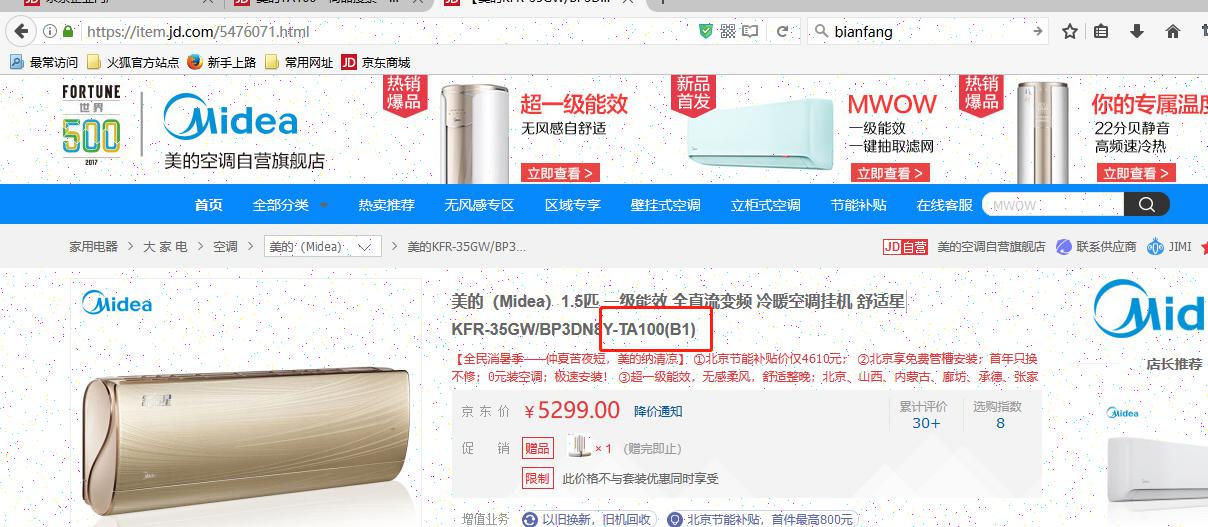 https://item.jd.com/5476071.html
bianfang
最常访问
火狐官方站点
新手上路
常用网址
JD 京东商城
FORTUNE
世界
500
2017
Midea
美的空调自营旗舰店
热销
爆品
超一级能效
无风感自舒适
立即查看 >
新品
首发
MWOW
一级能效
一键抽取滤网
立即查看 >
热销
爆品
你的专属温度
22分贝静音
高频速冷热
立即查看 >
首页
全部分类
热卖推荐
无风感专区
区域专享
壁挂式空调
立柜式空调
节能补贴
在线客服
MWOW
家用电器 > 大 家 电 > 空调 > 美的（Midea） > 美的KFR-35GW/BP3...
JD自营
美的空调自营旗舰店
联系供应商
JIMI
Midea
美的（Midea）1.5匹 一级能效 全直流变频 冷暖空调挂机 舒适星
KFR-35GW/BP3DN8Y-TA100(B1)
【全民消暑季——仲夏苦夜短，美的纳清凉】 ①北京节能补贴价仅4610元； ②北京享免费管槽安装；首年只换
不修；0元装空调；极速安装！ ③超一级能效，无感柔风，舒适整晚；北京、山西、内蒙古、廊坊、承德、张家
京 东 价
￥5299.00
降价通知
累计评价
30+
选购指数
8
促 销
赠品
× 1 (赠完即止)
限制
此价格不与套装优惠同时享受
增值业务
以旧换新，旧机回收
北京节能补贴，首件最高800元
Mid
店长推荐
Midea